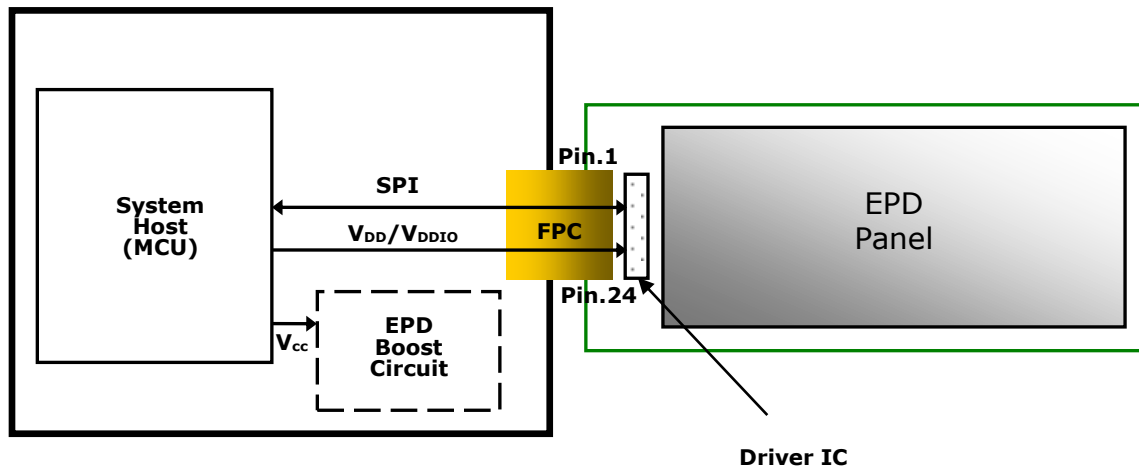 System
Host
(MCU)
SPI
VDD/VDDIO
Vcc
EPD
Boost
Circuit
Pin.1
FPC
Pin.24
EPD
Panel
Driver IC